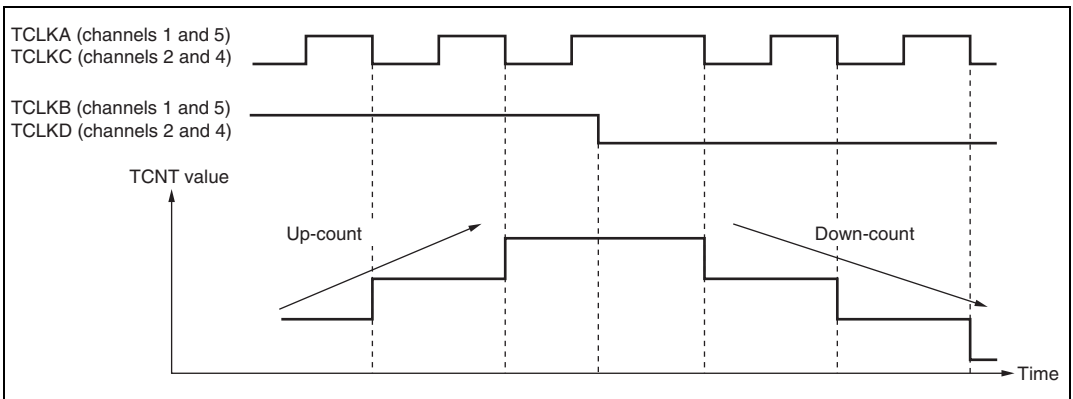 TCLKA (channels 1 and 5)
TCLKC (channels 2 and 4)
TCLKB (channels 1 and 5)
TCLKD (channels 2 and 4)
TCNT value
Up-count
Down-count
Time